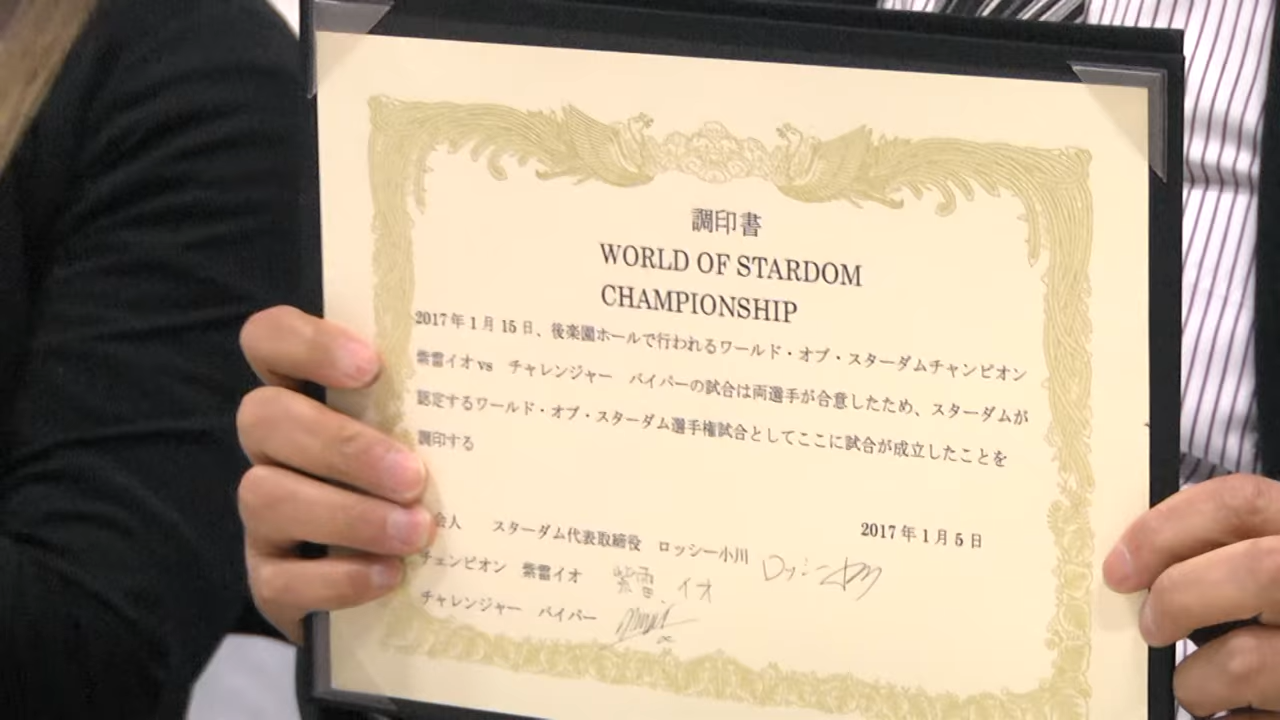 調印書
WORLD OF STARDOM
CHAMPIONSHIP
2017年1月15日、後楽園ホールで行われるワールド・オブ・スターダムチャンピオン
紫雷イオvs チャレンジャー バイパーの試合は両選手が合意したため、スターダムが
認定するワールド・オブ・スターダム選手権試合としてここに試合が成立したことを
調印する
2017年1月5日
会人 スターダム代表取締役 ロッシー小川 ロッシー小川
チェンピオン 紫雷イオ 紫雷イオ
チャレンジャー バイパー